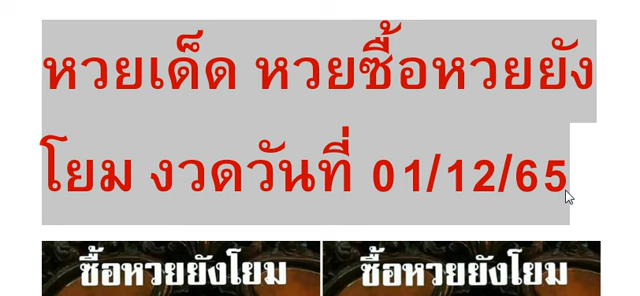 หวยเด็ด หวยซื้อหวยยัง
โยม งวดวันที่ 01/12/65
ซื้อหวยยังโยม ซื้อหวยยังโยม